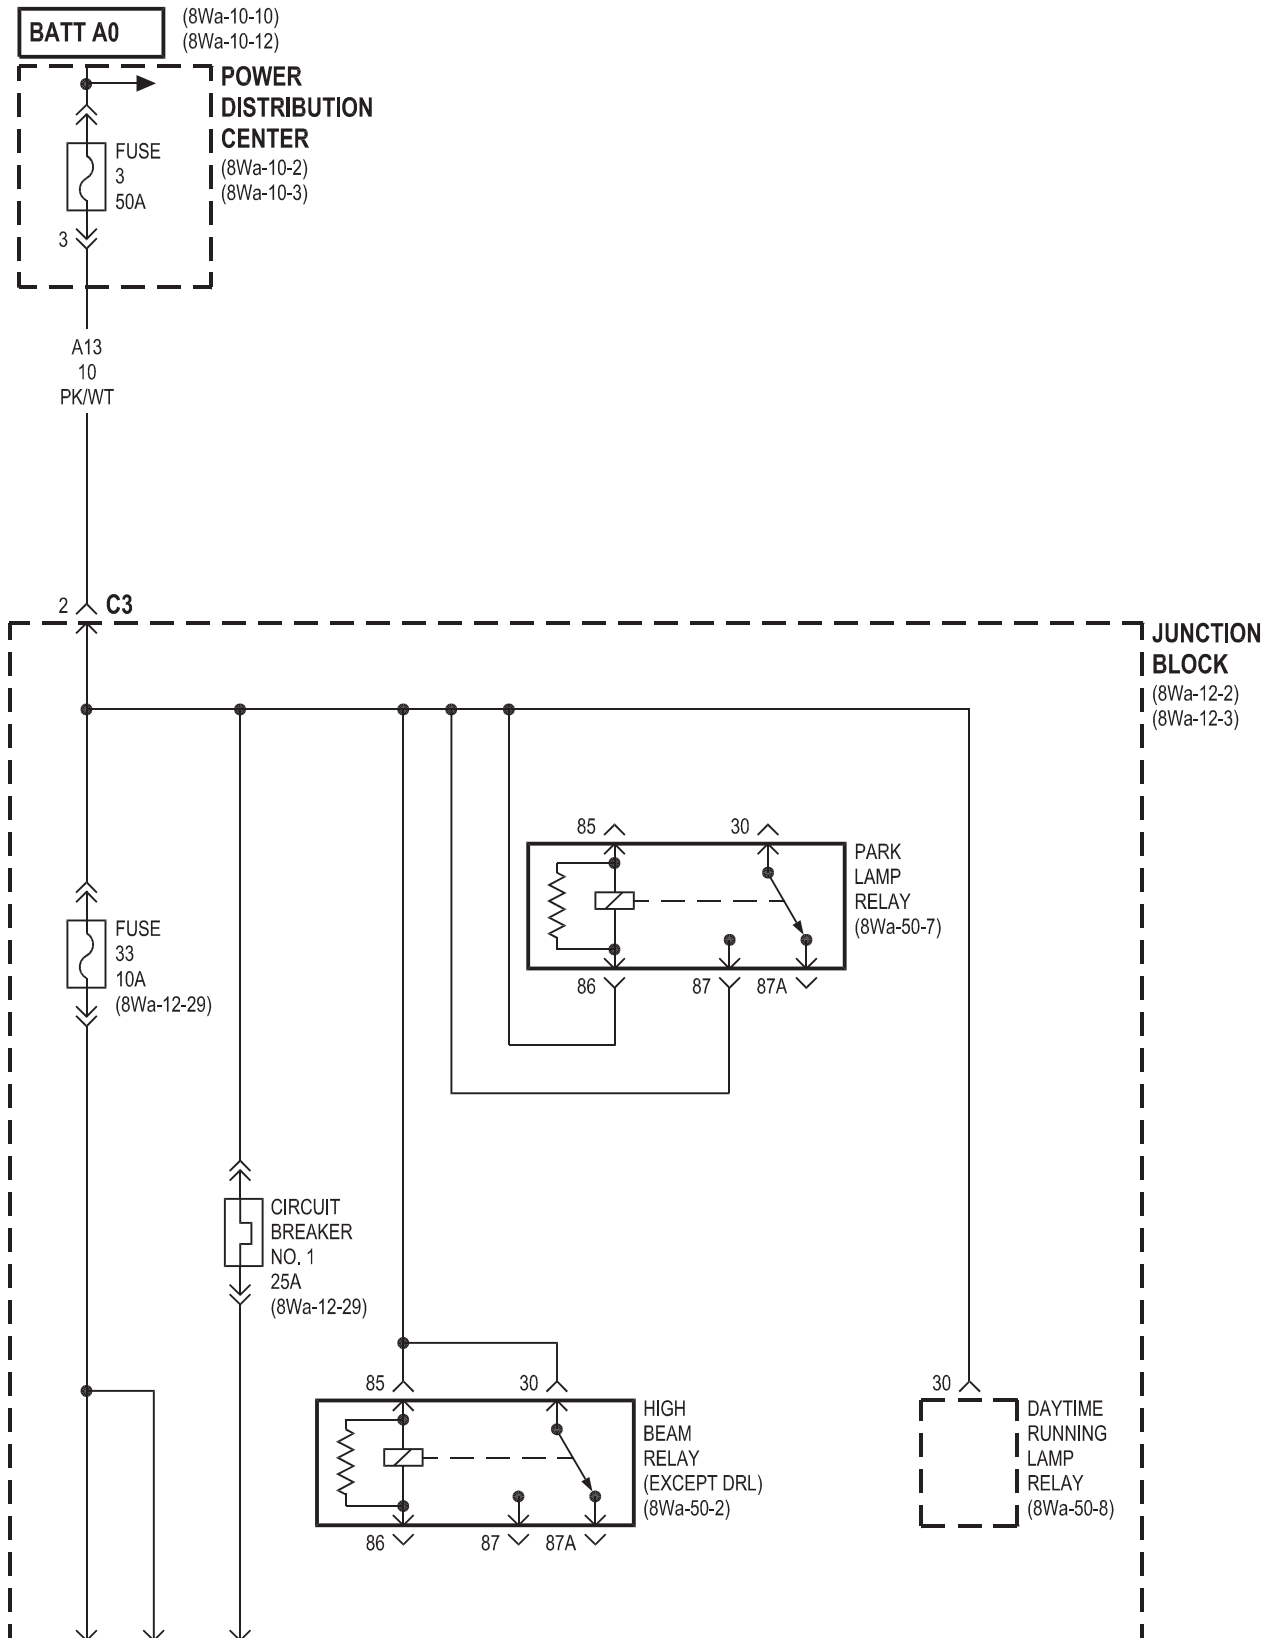 BATT A0
(8Wa-10-10)
(8Wa-10-12)
POWER
DISTRIBUTION
CENTER
(8Wa-10-2)
(8Wa-10-3)
FUSE
3
50A
3
A13
10
PK/WT
2
C3
JUNCTION
BLOCK
(8Wa-12-2)
(8Wa-12-3)
85
30
PARK
LAMP
RELAY
(8Wa-50-7)
86
87
87A
FUSE
33
10A
(8Wa-12-29)
CIRCUIT
BREAKER
NO. 1
25A
(8Wa-12-29)
85
30
HIGH
BEAM
RELAY
(EXCEPT DRL)
(8Wa-50-2)
86
87
87A
30
DAYTIME
RUNNING
LAMP
RELAY
(8Wa-50-8)